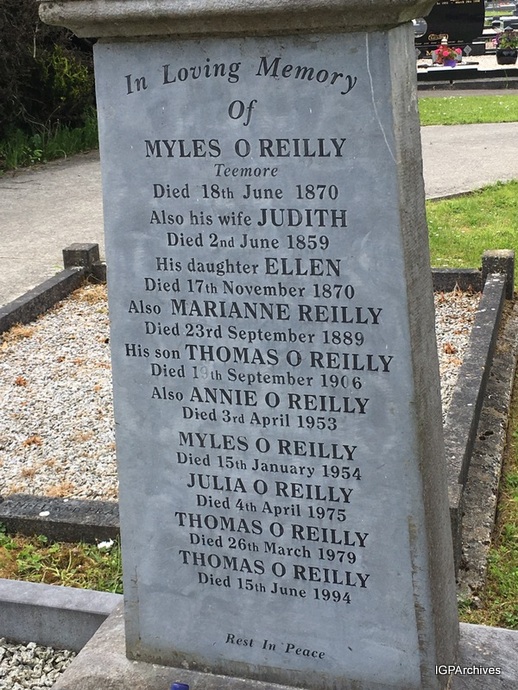 In Loving Memory
Of
MYLES O REILLY
Teemore
Died 18th June 1870
Also his wife JUDITH
Died 2nd June 1859
His daughter ELLEN
Died 17th November 1870
Also MARIANNE REILLY
Died 23rd September 1889
His son THOMAS O REILLY
Died 19th September 1906
Also ANNIE O REILLY
Died 3rd April 1953
MYLES O REILLY
Died 15th January 1954
JULIA O REILLY
Died 4th April 1975
THOMAS O REILLY
Died 26th March 1979
THOMAS O REILLY
Died 15th June 1994
Rest In Peace
IGPArchives